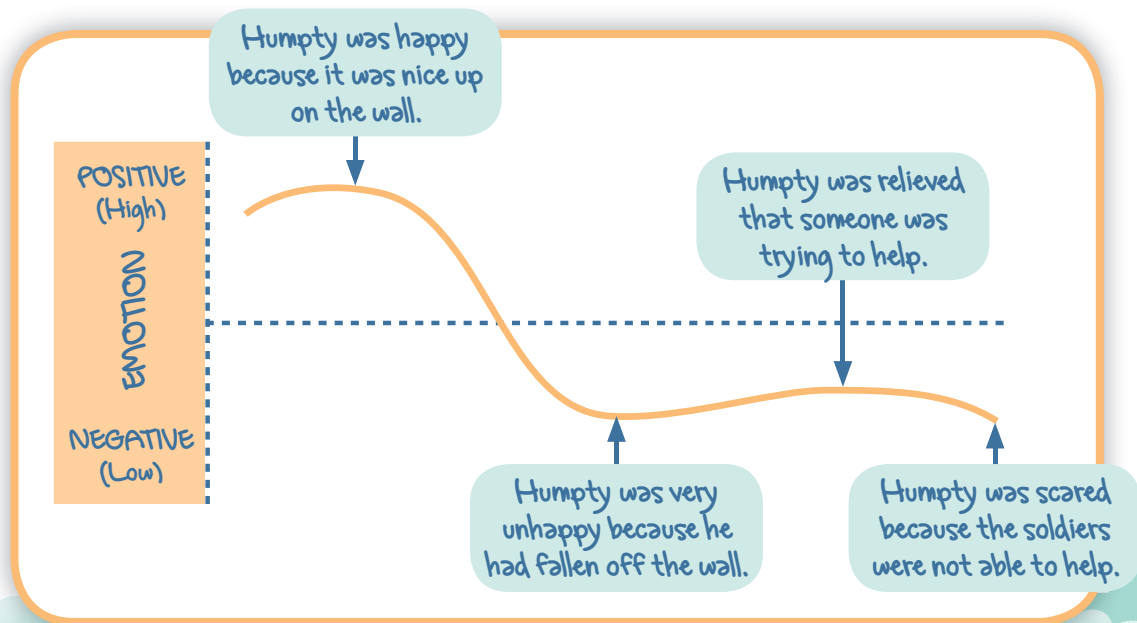 Humpty was happy
because it was nice up
on the wall.
POSITIVE
(High)
EMOTION
NEGATIVE
(Low)
Humpty was relieved
that someone was
trying to help.
Humpty was very
unhappy because he
had fallen off the wall.
Humpty was scared
because the soldiers
were not able to help.